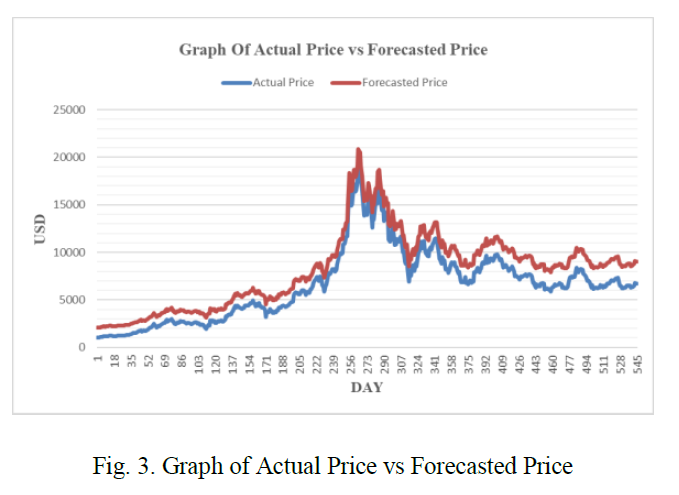 Graph Of Actual Price vs Forecasted Price
Actual Price Forecasted Price
25000
20000
15000
10000
5000
0
USD
1 18 35 52 69 86 103 120 137 154 171 188 205 222 239 256 273 290 307 324 341 358 375 392 409 426 443 460 477 494 511 528 545
DAY
Fig. 3. Graph of Actual Price vs Forecasted Price